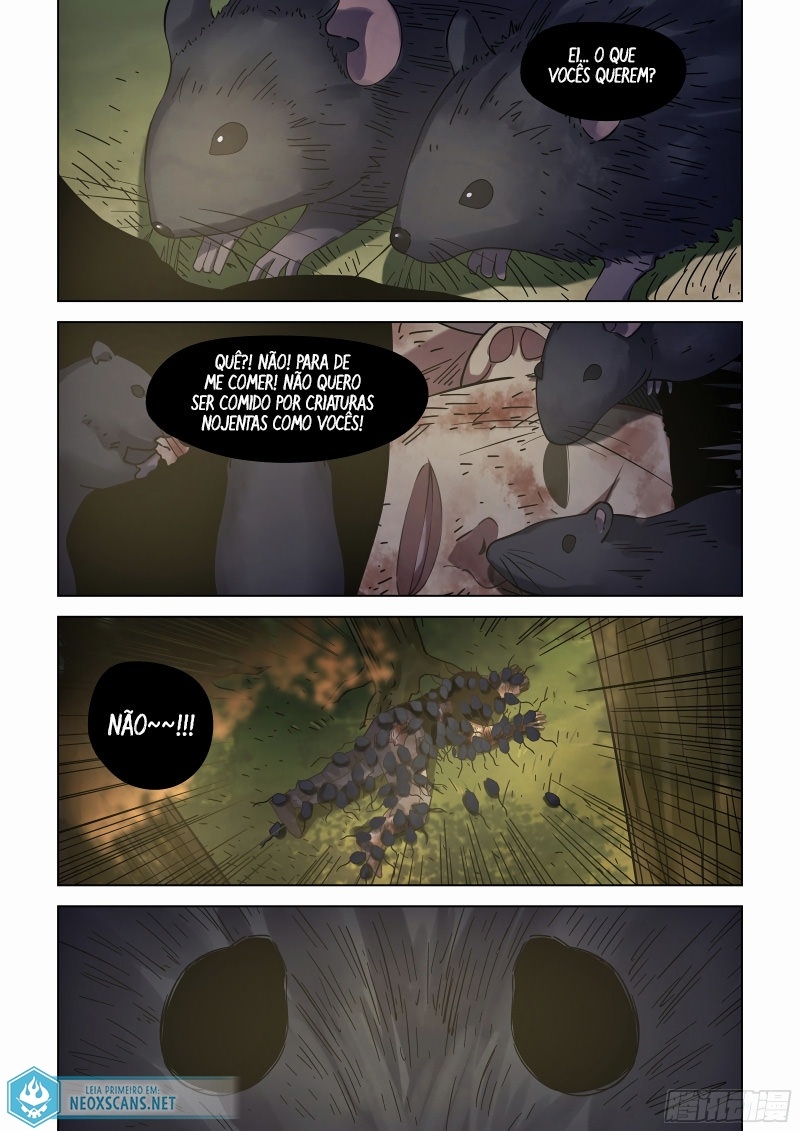 EI... O QUE
VOCÊS QUEREM?
QUÊ?! NÃO! PARA DE
ME COMER! NÃO QUERO
SER COMIDO POR CRIATURAS
NOJENTAS COMO VOCÊS!
NÃO~~!!!
LEIA PRIMEIRO EM:
NEOXSCANS.NET
腾讯动漫